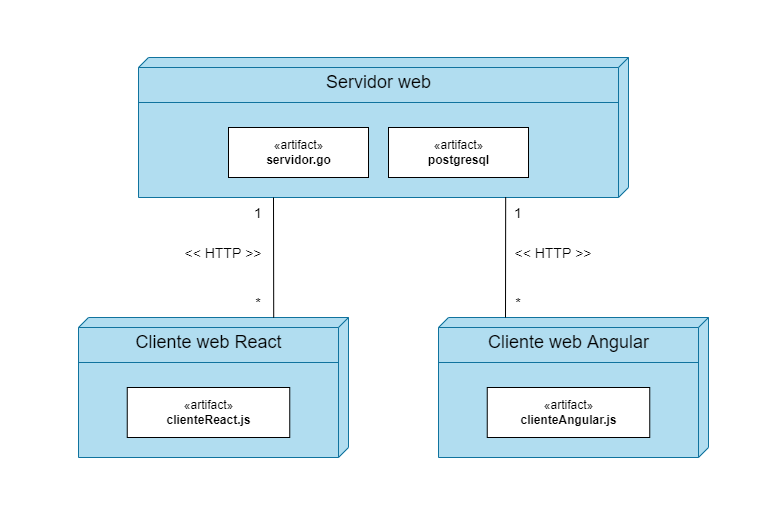 Servidor web
«artifact»
servidor.go
«artifact»
postgresql
1
<< HTTP >>
*
1
<< HTTP >>
*
Cliente web React
«artifact»
clienteReact.js
Cliente web Angular
«artifact»
clienteAngular.js